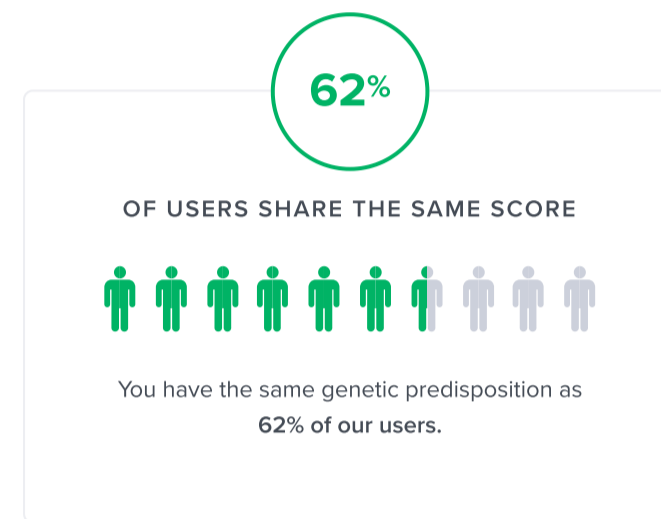 62%
OF USERS SHARE THE SAME SCORE
You have the same genetic predisposition as
62% of our users.